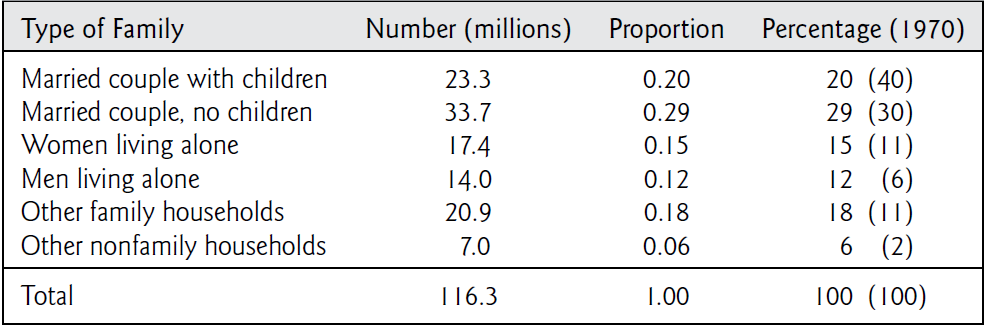 Type of Family Number (millions) Proportion Percentage (1970)
Married couple with children 23.3 0.20 20 (40)
Married couple, no children 33.7 0.29 29 (30)
Women living alone 17.4 0.15 15 (11)
Men living alone 14.0 0.12 12 (6)
Other family households 20.9 0.18 18 (11)
Other nonfamily households 7.0 0.06 6 (2)
Total 116.3 1.00 100 (100)